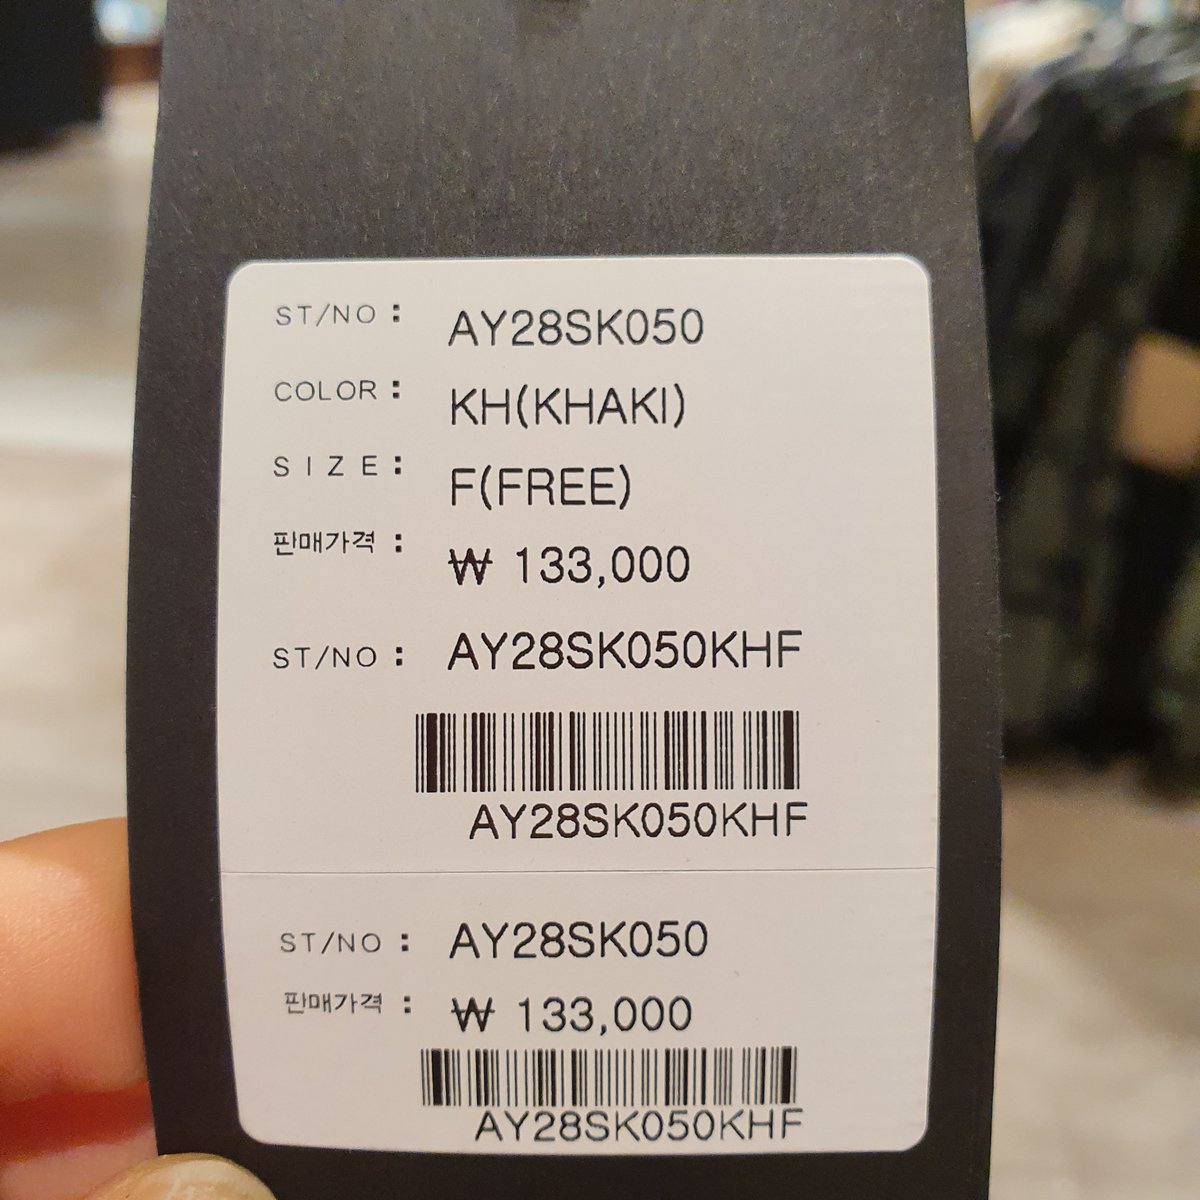 ST/NO : AY28SK050
COLOR : KH(KHAKI)
SIZE : F(FREE)
판매가격 : ₩ 133,000
ST/NO : AY28SK050KHF
AY28SK050KHF
ST/NO : AY28SK050
판매가격 : ₩ 133,000
AY28SK050KHF